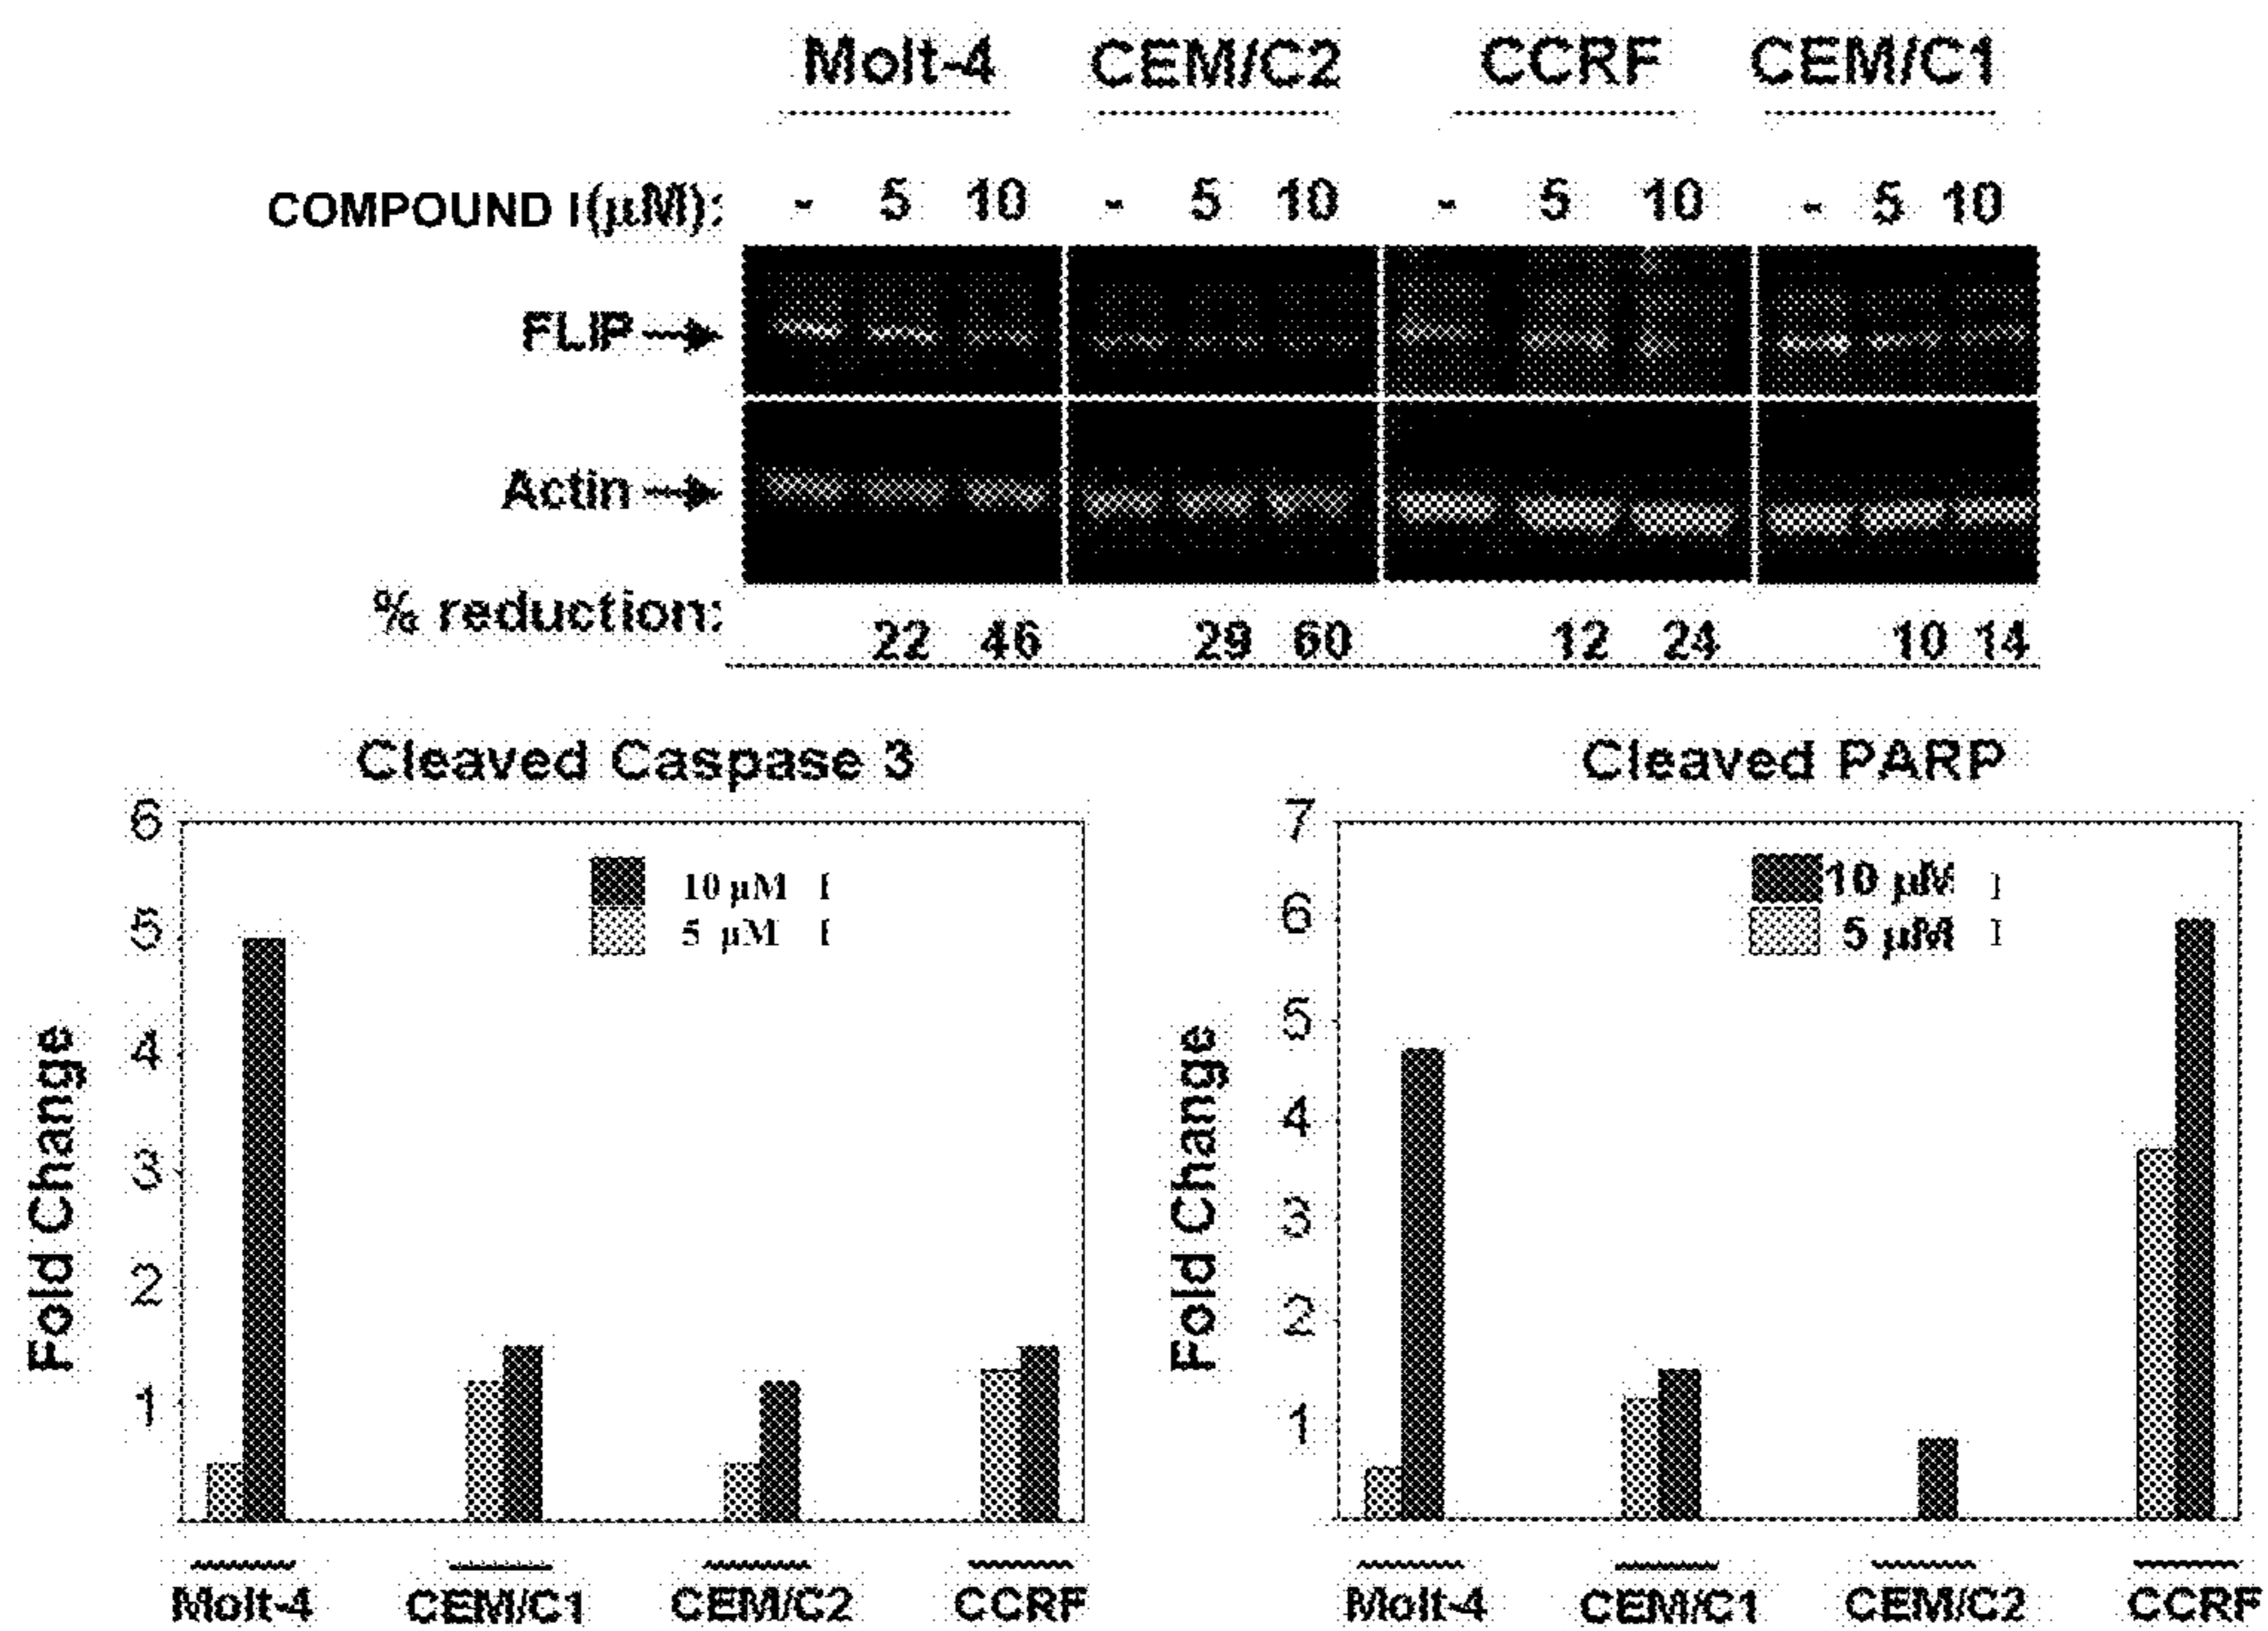 Molt-4 CEM/C2 CCRF CEM/C1
COMPOUND I (µM): - 5 10 - 5 10 - 5 10 - 5 10
FLIP
Actin
% reduction: 22 46 29 60 12 24 10 14
Cleaved Caspase 3
6
5
4
3
2
1
Fold Change
10 µM I
5 µM I
Molt-4 CEM/C1 CEM/C2 CCRF
Cleaved PARP
7
6
5
4
3
2
1
Fold Change
10 µM I
5 µM I
Molt-4 CEM/C1 CEM/C2 CCRF